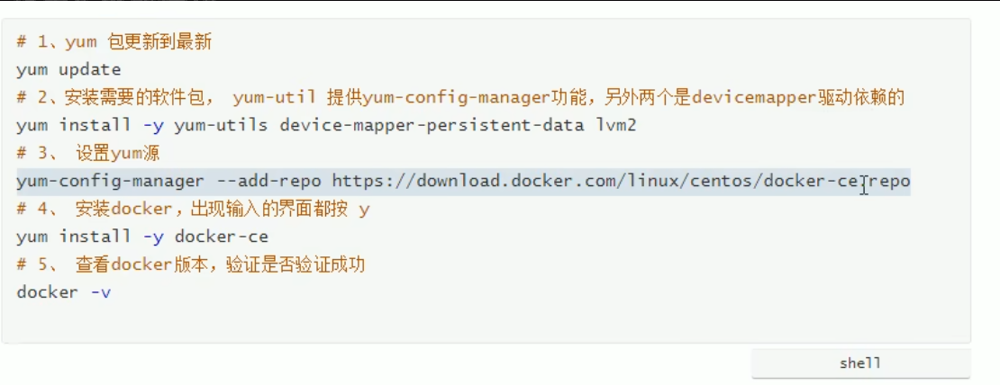 # 1、yum 包更新到最新
yum update
# 2、安装需要的软件包， yum-util 提供yum-config-manager功能，另外两个是devicemapper驱动依赖的
yum install -y yum-utils device-mapper-persistent-data lvm2
# 3、 设置yum源
yum-config-manager --add-repo https://download.docker.com/linux/centos/docker-ce.repo
# 4、 安装docker，出现输入的界面都按 y
yum install -y docker-ce
# 5、 查看docker版本，验证是否验证成功
docker -v
shell